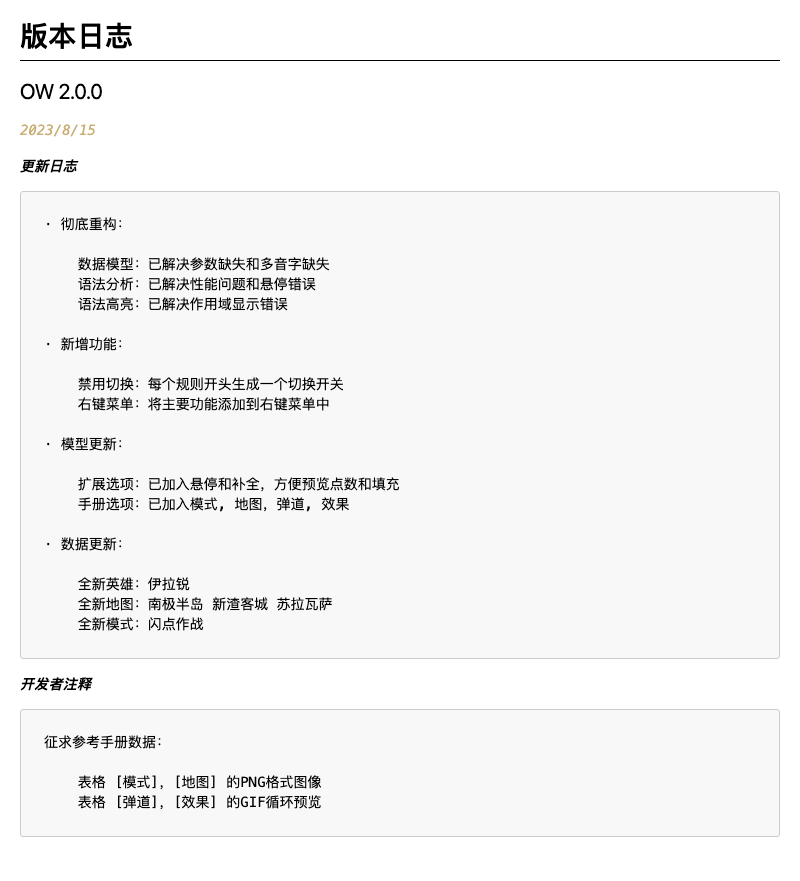 版本日志
OW 2.0.0
2023/8/15
更新日志
· 彻底重构：
数据模型：已解决参数缺失和多音字缺失
语法分析：已解决性能问题和悬停错误
语法高亮：已解决作用域显示错误
· 新增功能：
禁用切换：每个规则开头生成一个切换开关
右键菜单：将主要功能添加到右键菜单中
· 模型更新：
扩展选项：已加入悬停和补全，方便预览点数和填充
手册选项：已加入模式, 地图，弹道, 效果
· 数据更新：
全新英雄：伊拉锐
全新地图：南极半岛 新渣客城 苏拉瓦萨
全新模式：闪点作战
开发者注释
征求参考手册数据：
表格 [模式]，[地图] 的PNG格式图像
表格 [弹道]，[效果] 的GIF循环预览